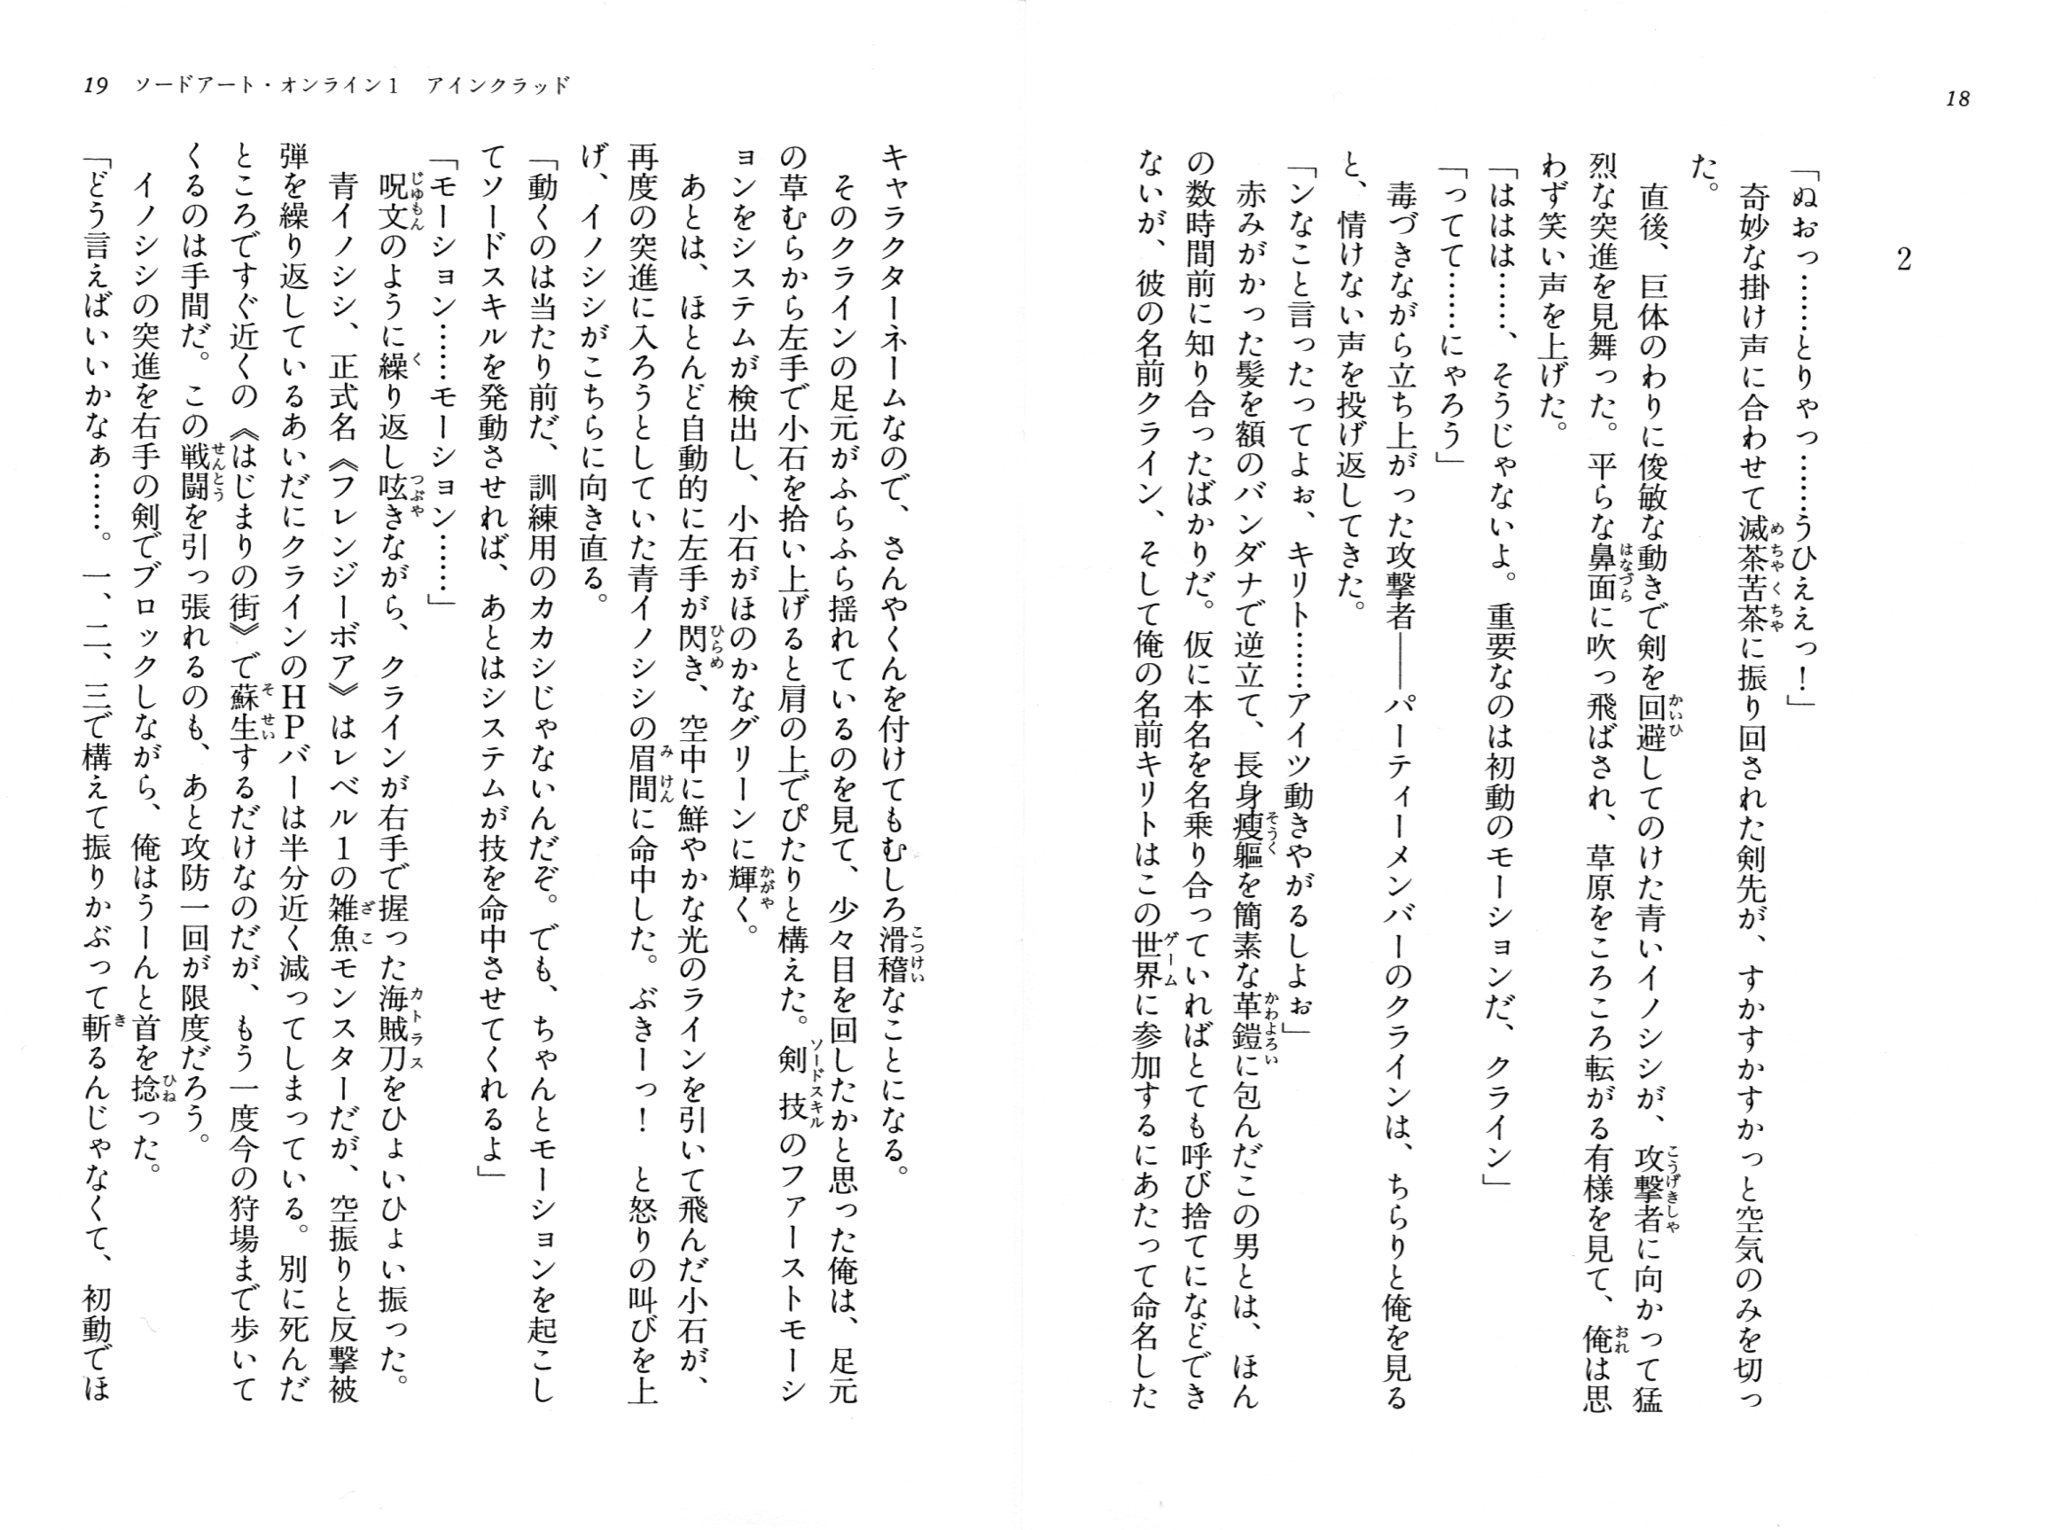 18
2
「ぬおっ……とりゃっ……うひええっ！」
奇妙な掛け声に合わせて滅茶苦茶に振り回された剣先が、すかすかすかっと空気のみを切っ
た。
直後、巨体のわりに俊敏な動きで剣を回避してのけた青いイノシシが、攻撃者に向かって猛
烈な突進を見舞った。平らな鼻面に吹っ飛ばされ、草原をころころ転がる有様を見て、俺は思
わず笑い声を上げた。
「ははは……、そうじゃないよ。重要なのは初動のモーションだ、クライン」
「ってて……にゃろう」
毒づきながら立ち上がった攻撃者――パーティーメンバーのクラインは、ちらりと俺を見る
と、情けない声を投げ返してきた。
「ンなこと言ったってよぉ、キリト……アイツ動きやがるしよぉ」
赤みがかった髪を額のバンダナで逆立て、長身瘦軀を簡素な革鎧に包んだこの男とは、ほん
の数時間前に知り合ったばかりだ。仮に本名を名乗り合っていればとても呼び捨てになどでき
ないが、彼の名前クライン、そして俺の名前キリトはこの世界に参加するにあたって命名した
19 ソードアート・オンライン1 アインクラッド
キャラクターネームなので、さんやくんを付けてもむしろ滑稽なことになる。
そのクラインの足元がふらふら揺れているのを見て、少々目を回したかと思った俺は、足元
の草むらから左手で小石を拾い上げると肩の上でぴたりと構えた。剣技のファーストモーシ
ョンをシステムが検出し、小石がほのかなグリーンに輝く。
あとは、ほとんど自動的に左手が閃き、空中に鮮やかな光のラインを引いて飛んだ小石が、
再度の突進に入ろうとしていた青イノシシの眉間に命中した。ぶきーっ！　と怒りの叫びを上
げ、イノシシがこちらに向き直る。
「動くのは当たり前だ、訓練用のカカシじゃないんだぞ。でも、ちゃんとモーションを起こし
てソードスキルを発動させれば、あとはシステムが技を命中させてくれるよ」
「モーション……モーション……」
呪文のように繰り返し呟きながら、クラインが右手で握った海賊刀をひょいひょい振った。
青イノシシ、正式名《フレンジーボア》はレベル1の雑魚モンスターだが、空振りと反撃被
弾を繰り返しているあいだにクラインのHPバーは半分近く減ってしまっている。別に死んだ
ところですぐ近くの《はじまりの街》で蘇生するだけなのだが、もう一度今の狩場まで歩いて
くるのは手間だ。この戦闘を引っ張れるのも、あと攻防一回が限度だろう。
イノシシの突進を右手の剣でブロックしながら、俺はうーんと首を捻った。
「どう言えばいいかなぁ……。一、二、三で構えて振りかぶって斬るんじゃなくて、初動でほ